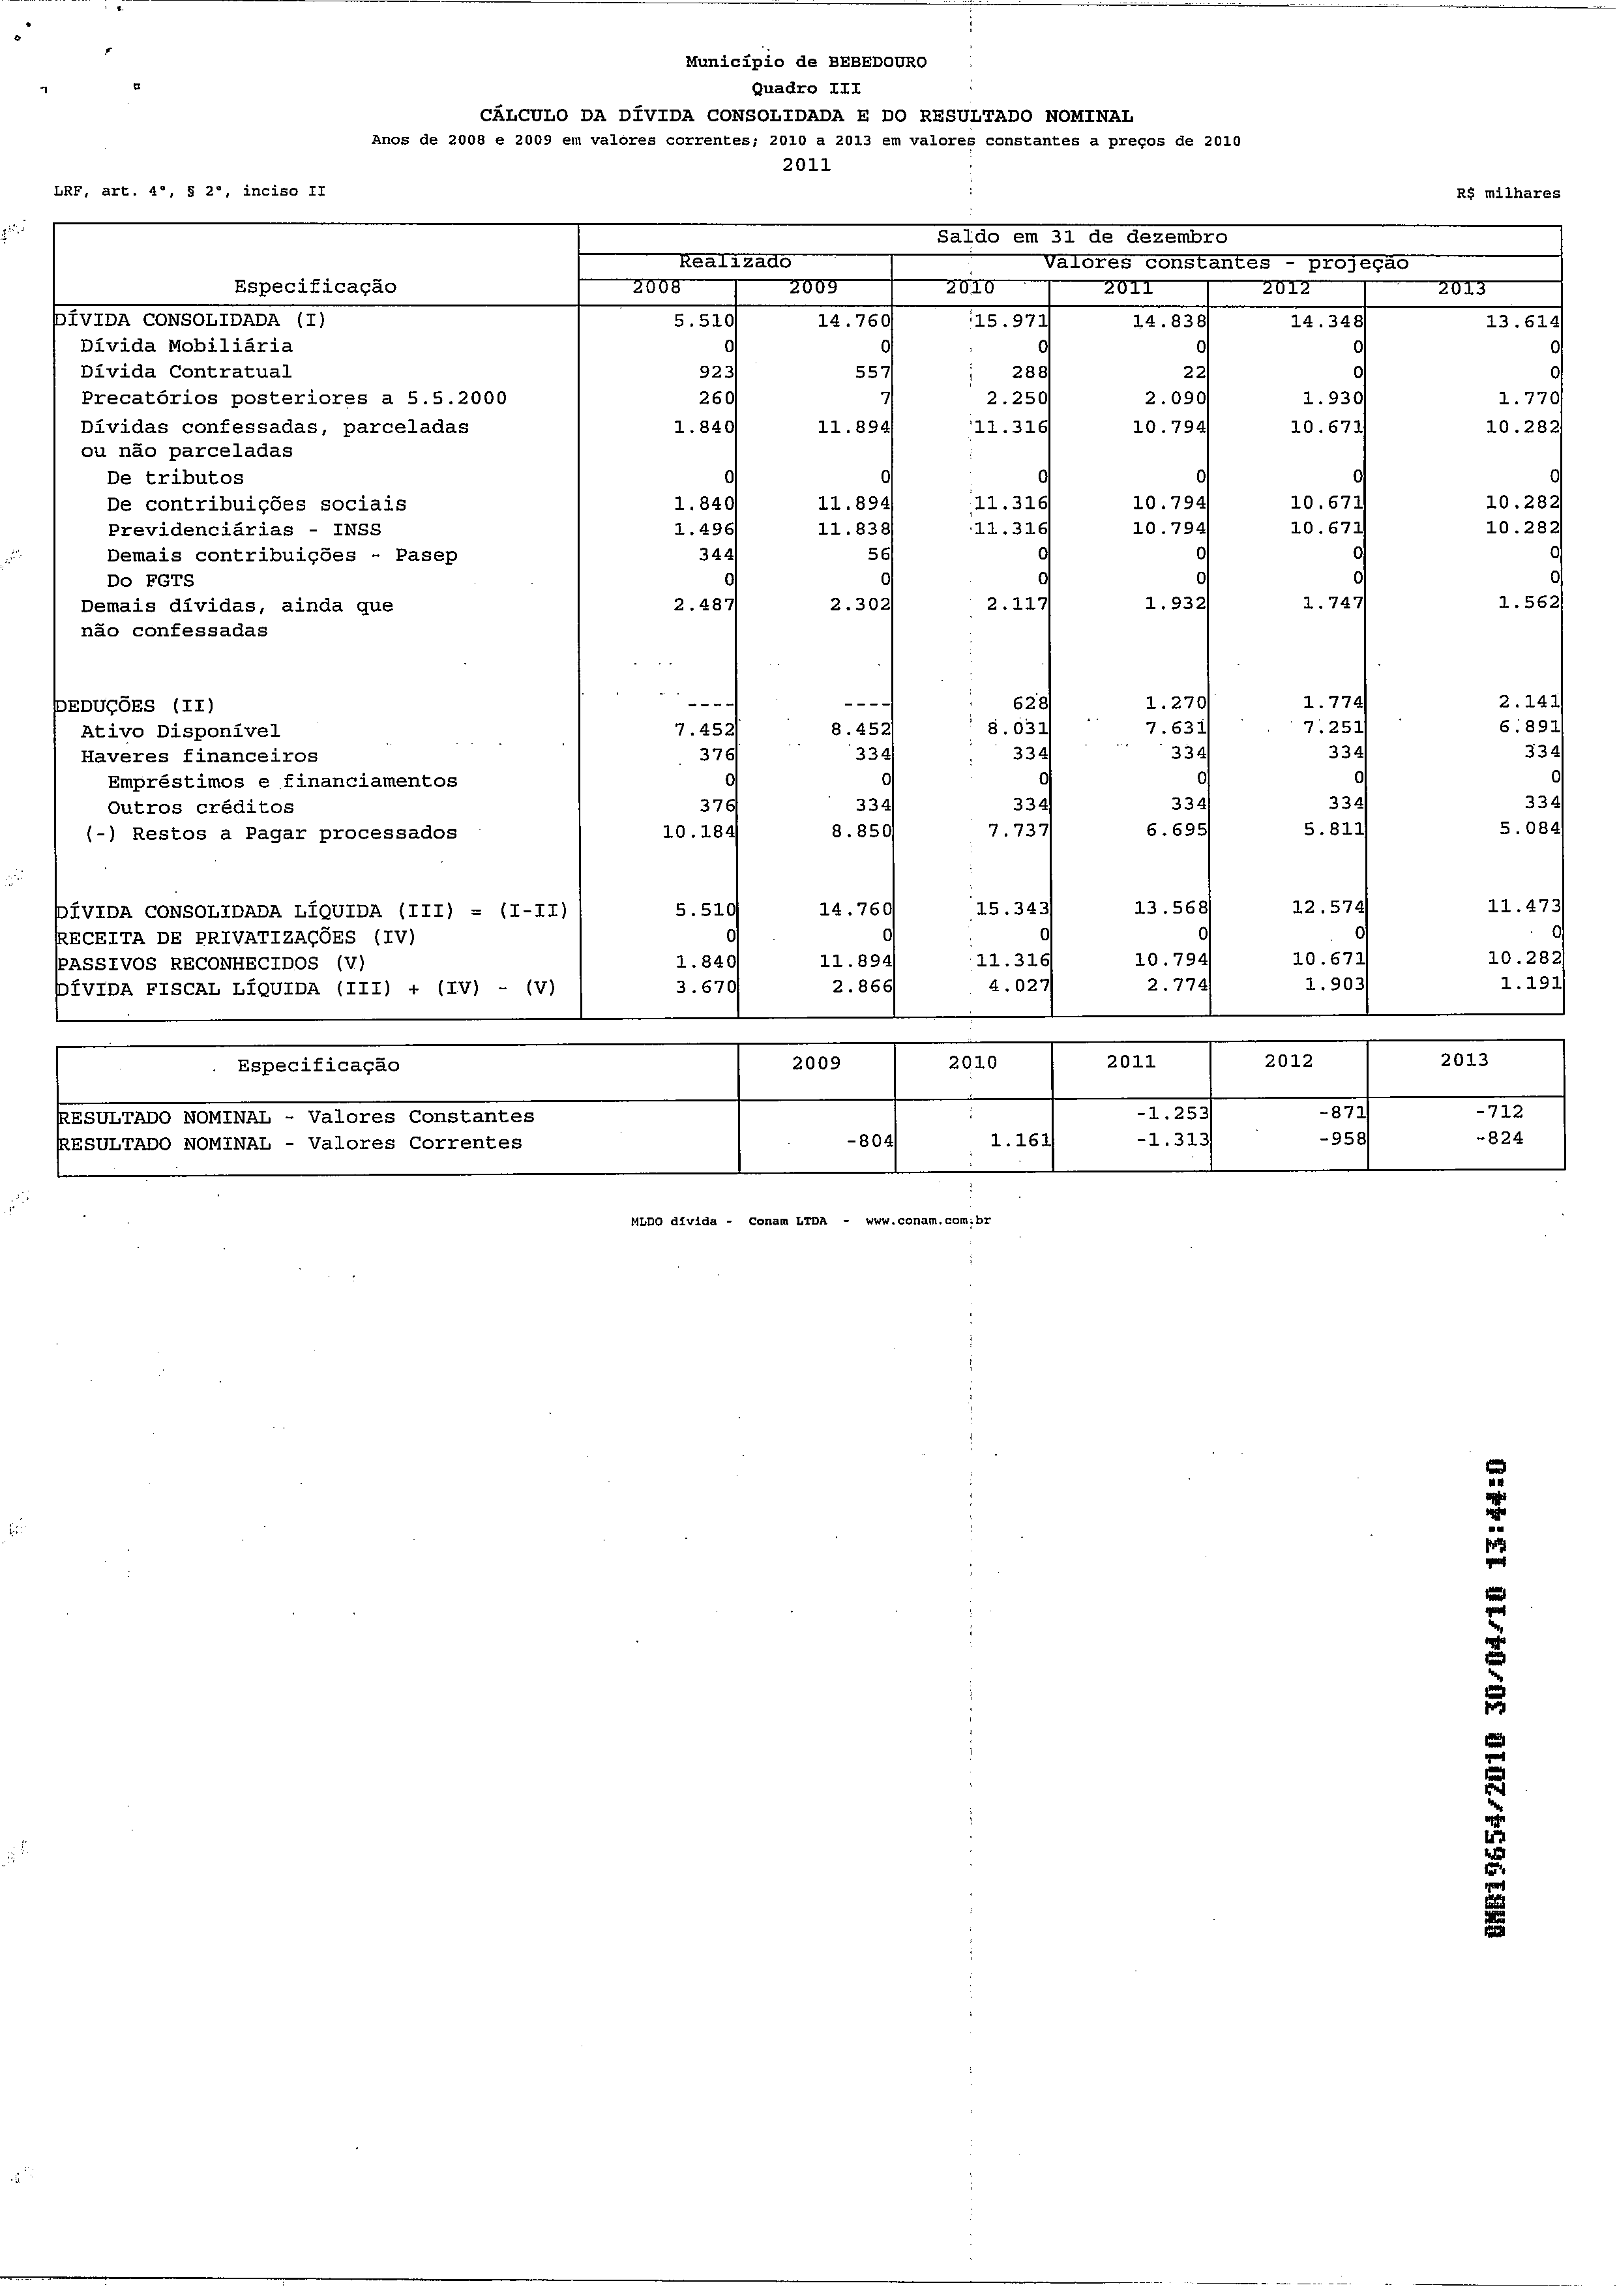 Município de BEBEDOURO
Quadro III
CÁLCULO DA DÍVIDA CONSOLIDADA E DO RESULTADO NOMINAL
Anos de 2008 e 2009 em valores correntes; 2010 a 2013 em valores constantes a preços de 2010
2011
LRF, art. 4°, § 2°, inciso II R$ milhares
Saldo em 31 de dezembro
Realizado Valores constantes - projeção
Especificação 2008 2009 2010 2011 2012 2013
DÍVIDA CONSOLIDADA (I) 5.510 14.760 15.971 14.838 14.348 13.614
Dívida Mobiliária 0 0 0 0 0 0
Dívida Contratual 923 557 288 22 0 0
Precatórios posteriores a 5.5.2000 260 7 2.250 2.090 1.930 1.770
Dívidas confessadas, parceladas 1.840 11.894 11.316 10.794 10.671 10.282
ou não parceladas
De tributos 0 0 0 0 0 0
De contribuições sociais 1.840 11.894 11.316 10.794 10.671 10.282
Previdenciárias - INSS 1.496 11.838 11.316 10.794 10.671 10.282
Demais contribuições - Pasep 344 56 0 0 0 0
Do FGTS 0 0 0 0 0 0
Demais dívidas, ainda que 2.487 2.302 2.117 1.932 1.747 1.562
não confessadas
DEDUÇÕES (II) ---- ---- 628 1.270 1.774 2.141
Ativo Disponível 7.452 8.452 8.031 7.631 7.251 6.891
Haveres financeiros 376 334 334 334 334 334
Empréstimos e financiamentos 0 0 0 0 0 0
Outros créditos 376 334 334 334 334 334
(-) Restos a Pagar processados 10.184 8.850 7.737 6.695 5.811 5.084
DÍVIDA CONSOLIDADA LÍQUIDA (III) = (I-II) 5.510 14.760 15.343 13.568 12.574 11.473
RECEITA DE PRIVATIZAÇÕES (IV) 0 0 0 0 0 0
PASSIVOS RECONHECIDOS (V) 1.840 11.894 11.316 10.794 10.671 10.282
DÍVIDA FISCAL LÍQUIDA (III) + (IV) - (V) 3.670 2.866 4.027 2.774 1.903 1.191
Especificação 2009 2010 2011 2012 2013
RESULTADO NOMINAL - Valores Constantes -1.253 -871 -712
RESULTADO NOMINAL - Valores Correntes -804 1.161 -1.313 -958 -824
MLDO dívida - Conam LTDA - www.conam.com.br
30/04/10 13:44:0